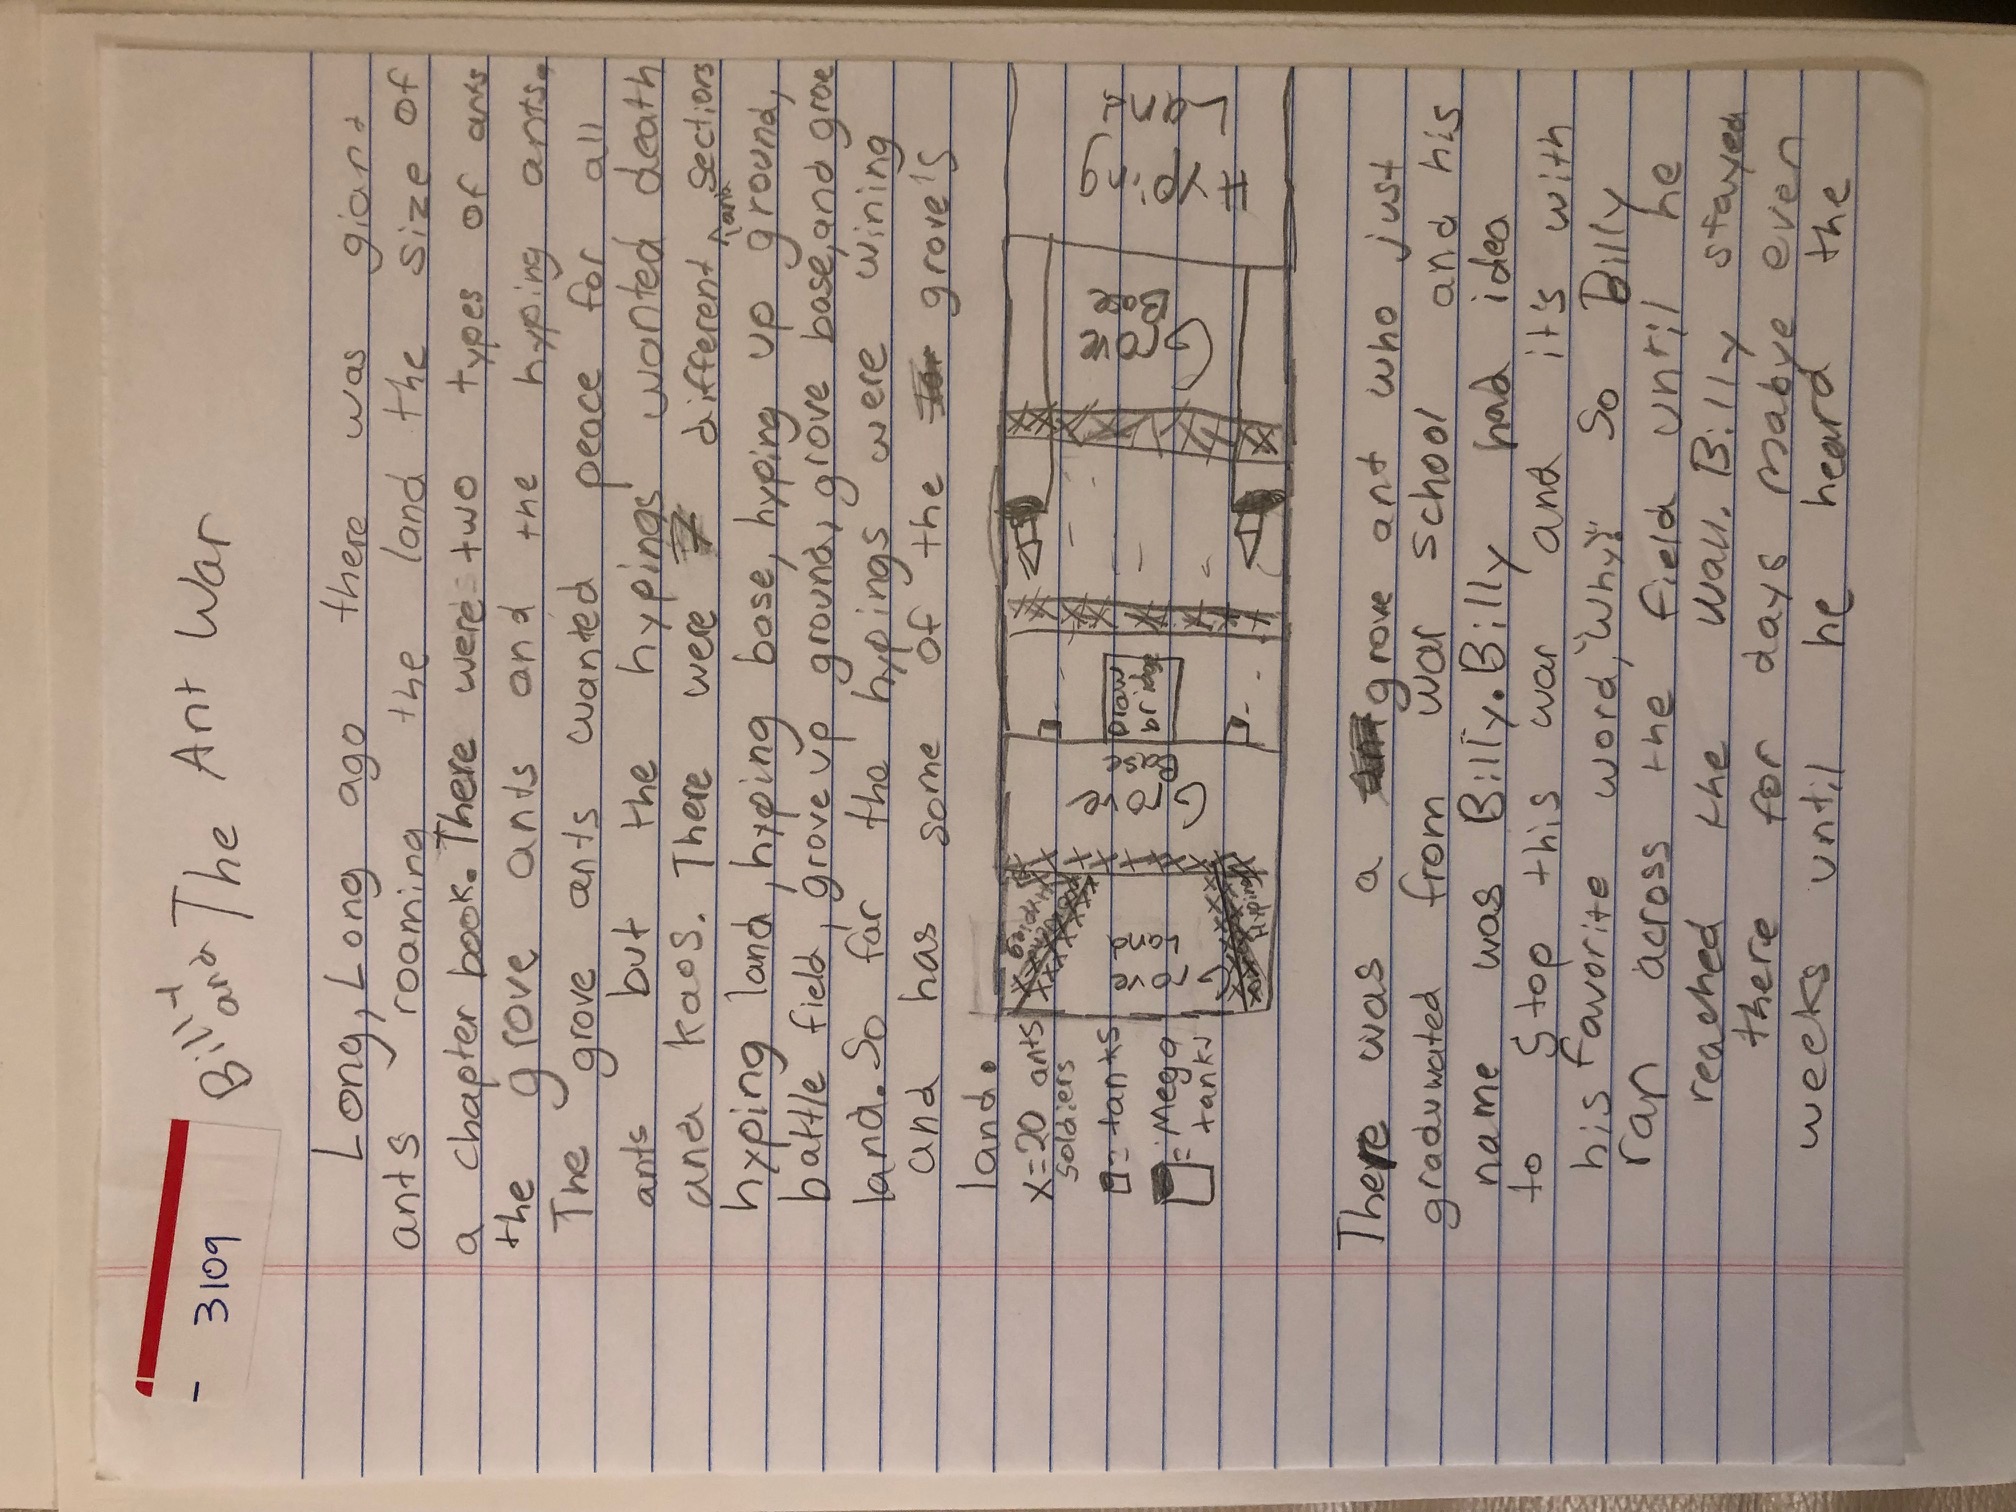 - 3109
Billy and The Ant War
Long, Long ago there was giant
ants roaming the land the size of
a chapter book. There were two types of ants
the grove ants and the hyping ants.
The grove ants wanted peace for all
ants but the hypings wanted death
and kaos. There were 7 different land sections
hyping land, hyping base, hyping up ground,
battle field, grove up ground, grove base, and groe
land. So far the hypings were wining
and has some of the grove's
land.
x=20 ants
soldiers
= tanks
= Mega
tanks
Hyping
Grove
Land
Hyping
Grove
Base
Draw
bridge
Grove
Base
Hyping
Land
There was a grove ant who just
graduwated from war school and his
name was Billy. Billy had idea
to stop this war and it's with
his favorite word, "Why?" So Billy
ran across the field until he
reached the wall. Billy stayed
there for days mabye even
weeks until he heard the